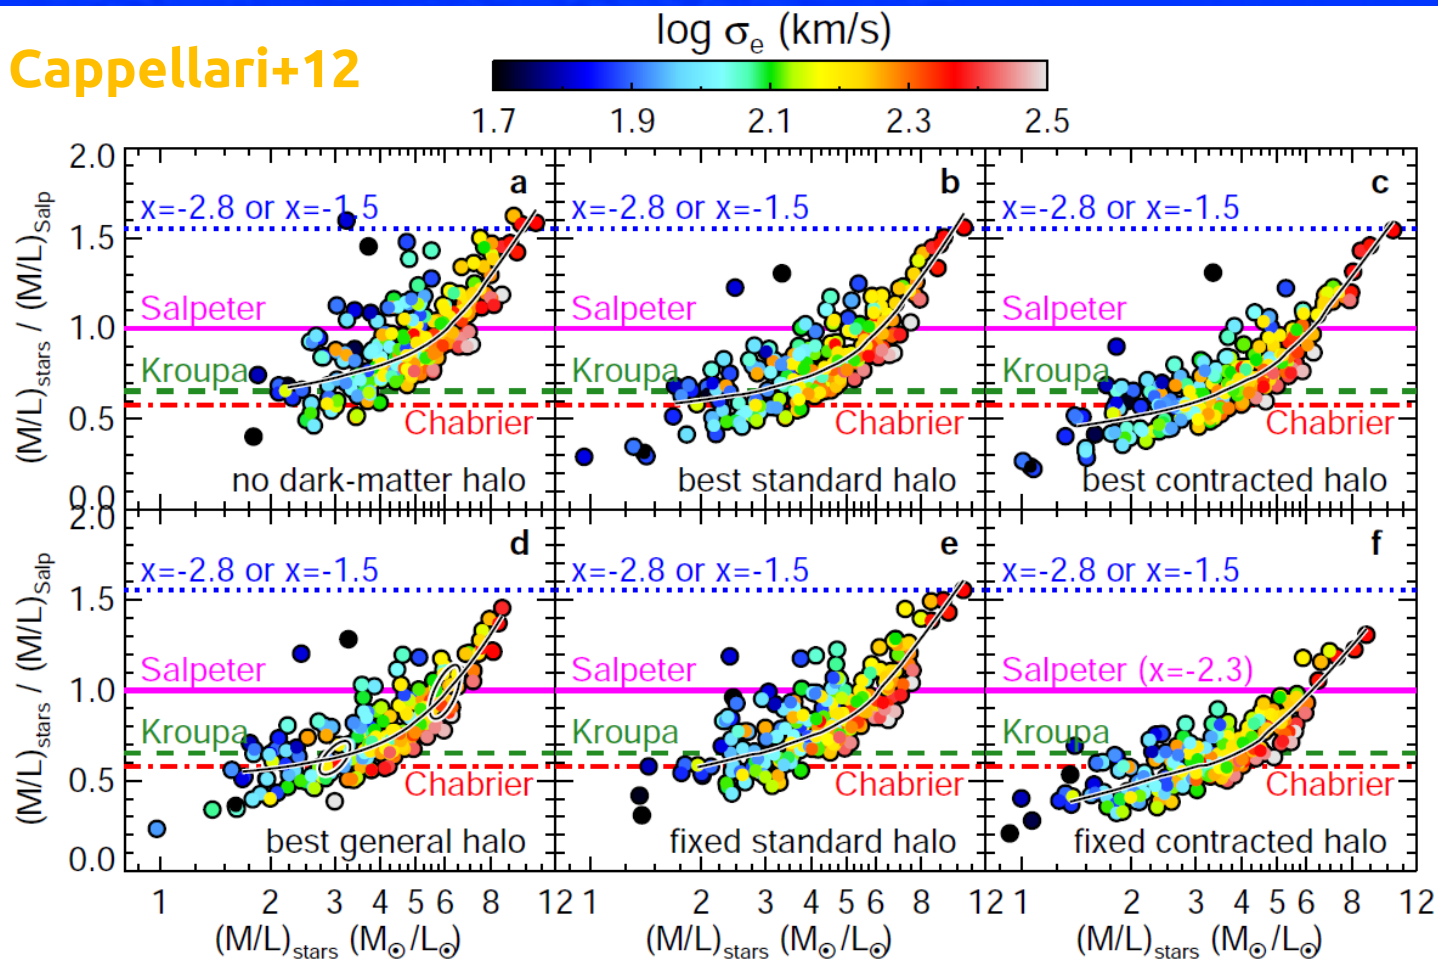 Cappellari+12
log σe (km/s)
1.7 1.9 2.1 2.3 2.5
(M/L)stars / (M/L)Salp
2.0
1.5
1.0
0.5
0.0
a
x=-2.8 or x=-1.5
Salpeter
Kroupa
Chabrier
no dark-matter halo
b
x=-2.8 or x=-1.5
Salpeter
Kroupa
Chabrier
best standard halo
c
x=-2.8 or x=-1.5
Salpeter
Kroupa
Chabrier
best contracted halo
(M/L)stars / (M/L)Salp
2.0
1.5
1.0
0.5
0.0
d
x=-2.8 or x=-1.5
Salpeter
Kroupa
Chabrier
best general halo
e
x=-2.8 or x=-1.5
Salpeter
Kroupa
Chabrier
fixed standard halo
f
x=-2.8 or x=-1.5
Salpeter (x=-2.3)
Kroupa
Chabrier
fixed contracted halo
1 2 3 4 5 6 8 12 1 2 3 4 5 6 8 12 1 2 3 4 5 6 8 12
(M/L)stars (M⊙/L⊙) (M/L)stars (M⊙/L⊙) (M/L)stars (M⊙/L⊙)